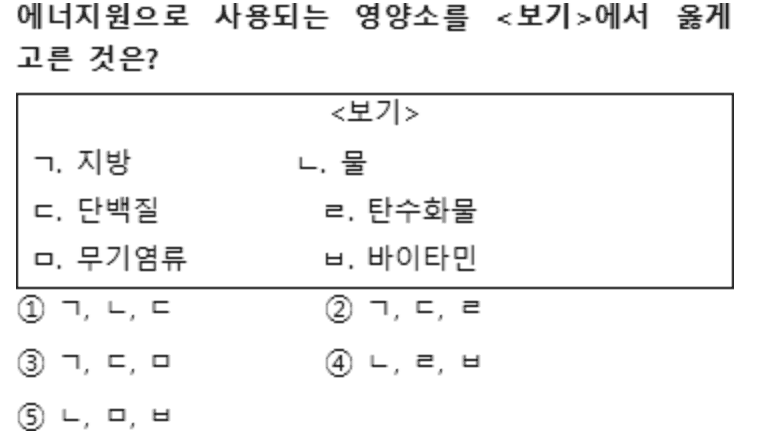 에너지원으로 사용되는 영양소를 <보기>에서 옳게
고른 것은?
<보기>
ㄱ. 지방 ㄴ. 물
ㄷ. 단백질 ㄹ. 탄수화물
ㅁ. 무기염류 ㅂ. 바이타민
① ㄱ, ㄴ, ㄷ ② ㄱ, ㄷ, ㄹ
③ ㄱ, ㄷ, ㅁ ④ ㄴ, ㄹ, ㅂ
⑤ ㄴ, ㅁ, ㅂ